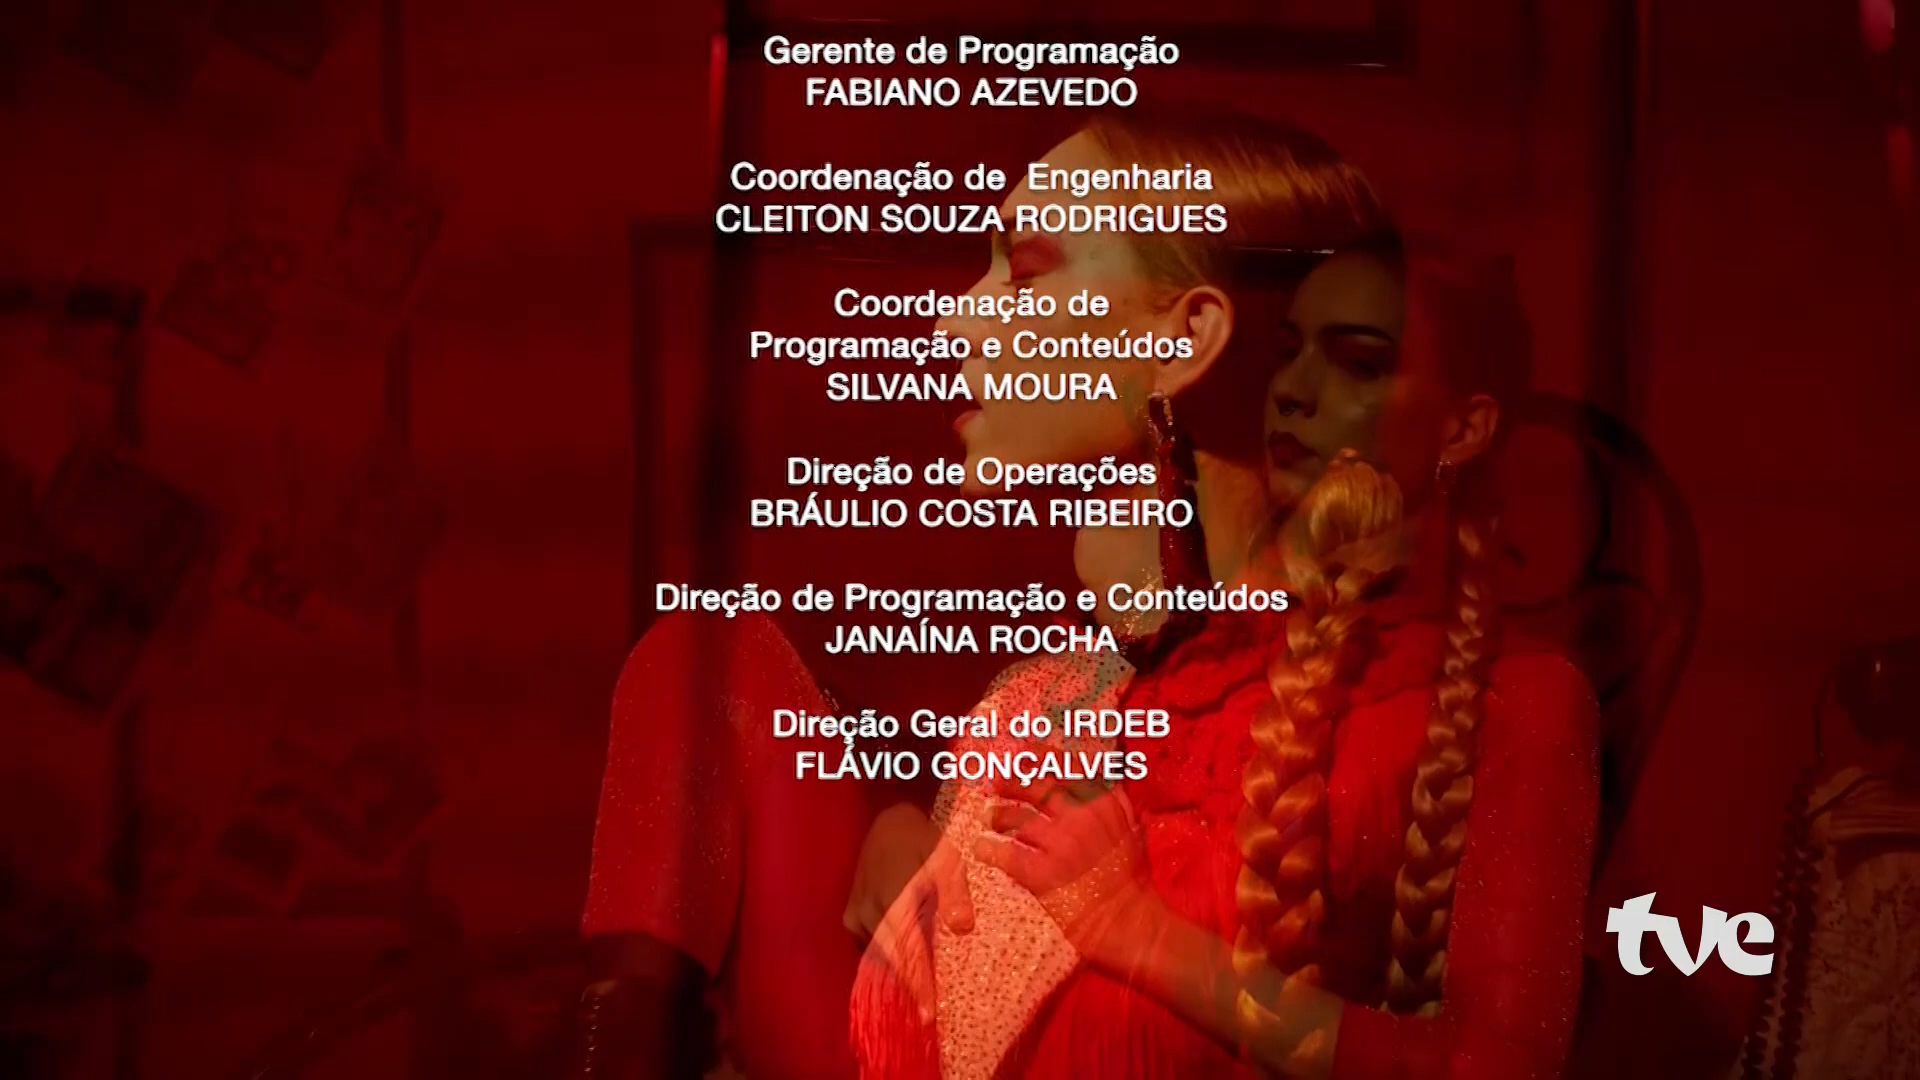 Gerente de Programação
FABIANO AZEVEDO
Coordenação de  Engenharia
CLEITON SOUZA RODRIGUES
Coordenação de
Programação e Conteúdos
SILVANA MOURA
Direção de Operações
BRÁULIO COSTA RIBEIRO
Direção de Programação e Conteúdos
JANAÍNA ROCHA
Direção Geral do IRDEB
FLÁVIO GONÇALVES
tve